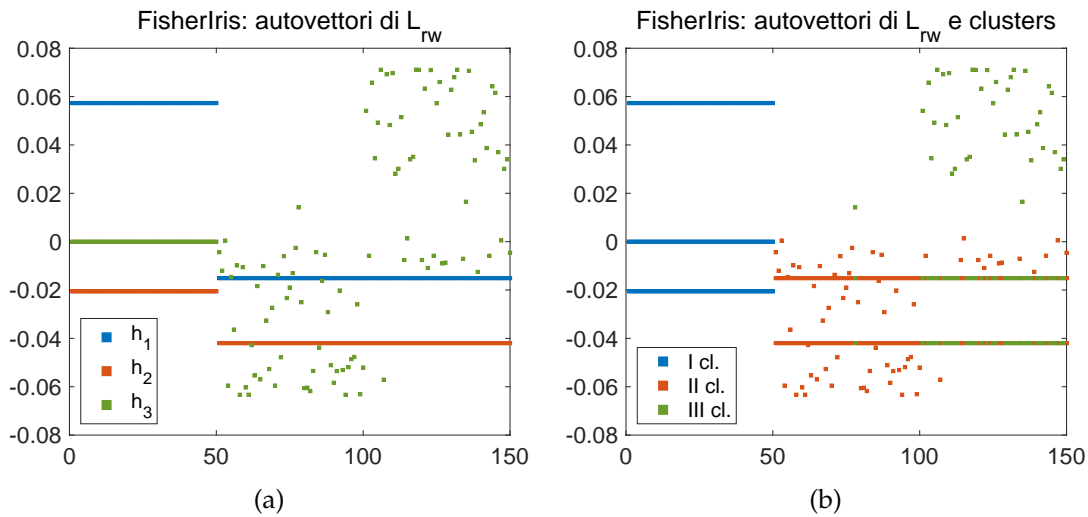 FisherIris: autovettori di L_rw
0.08
0.06
0.04
0.02
0
-0.02
-0.04
-0.06
-0.08
h_1
h_2
h_3
0 50 100 150
(a)
FisherIris: autovettori di L_rw e clusters
0.08
0.06
0.04
0.02
0
-0.02
-0.04
-0.06
-0.08
I cl.
II cl.
III cl.
0 50 100 150
(b)